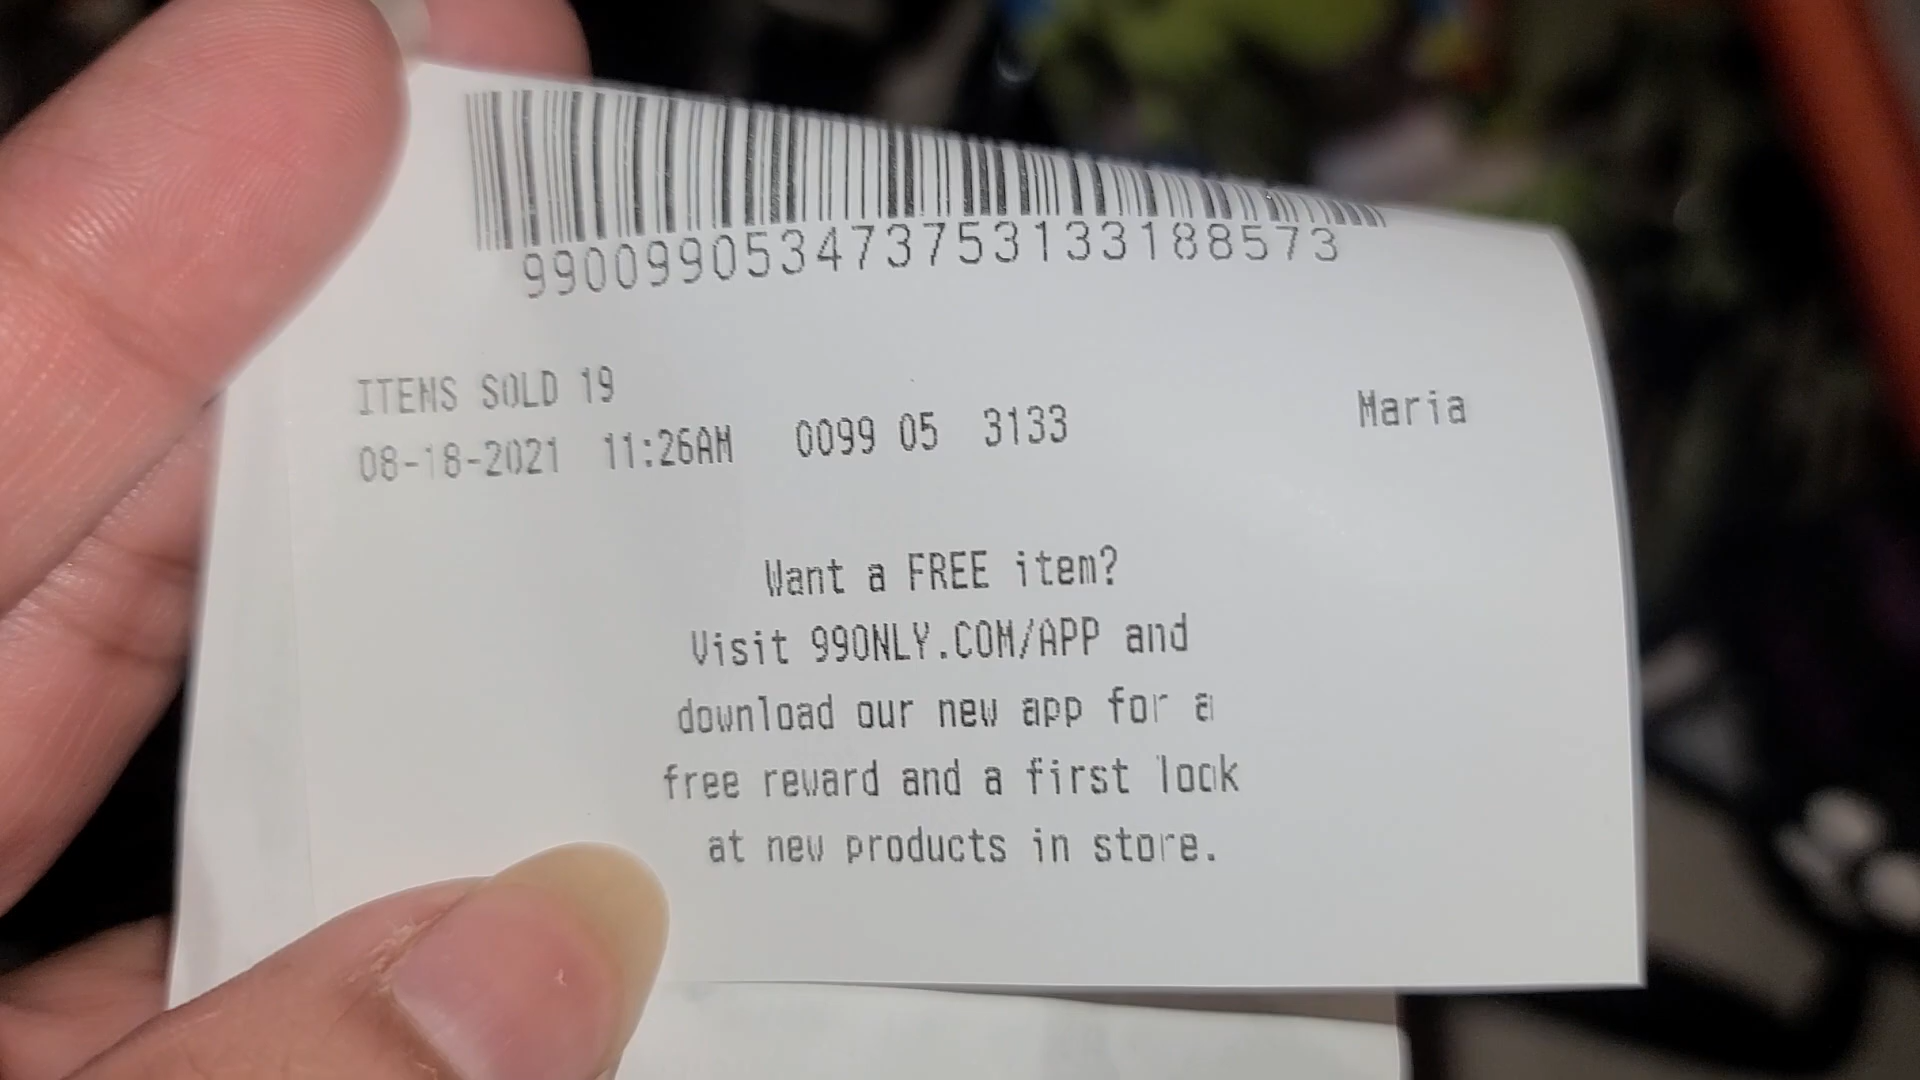 990099053473753133188573
ITEMS SOLD 19
Maria
08-18-2021 11:26AM 0099 05 3133
Want a FREE item?
Visit 99ONLY.COM/APP and
download our new app for a
free reward and a first look
at new products in store.